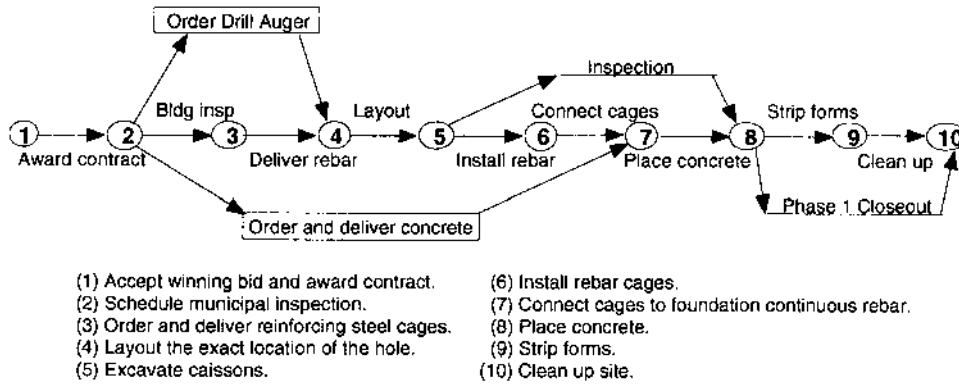 Order Drill Auger
Inspection
Bldg insp
Layout
Connect cages
Strip forms
1 2 3 4 5 6 7 8 9 10
Award contract
Deliver rebar
Install rebar
Place concrete
Clean up
Order and deliver concrete
Phase 1 Closeout
(1) Accept winning bid and award contract.
(2) Schedule municipal inspection.
(3) Order and deliver reinforcing steel cages.
(4) Layout the exact location of the hole.
(5) Excavate caissons.
(6) Install rebar cages.
(7) Connect cages to foundation continuous rebar.
(8) Place concrete.
(9) Strip forms.
(10) Clean up site.